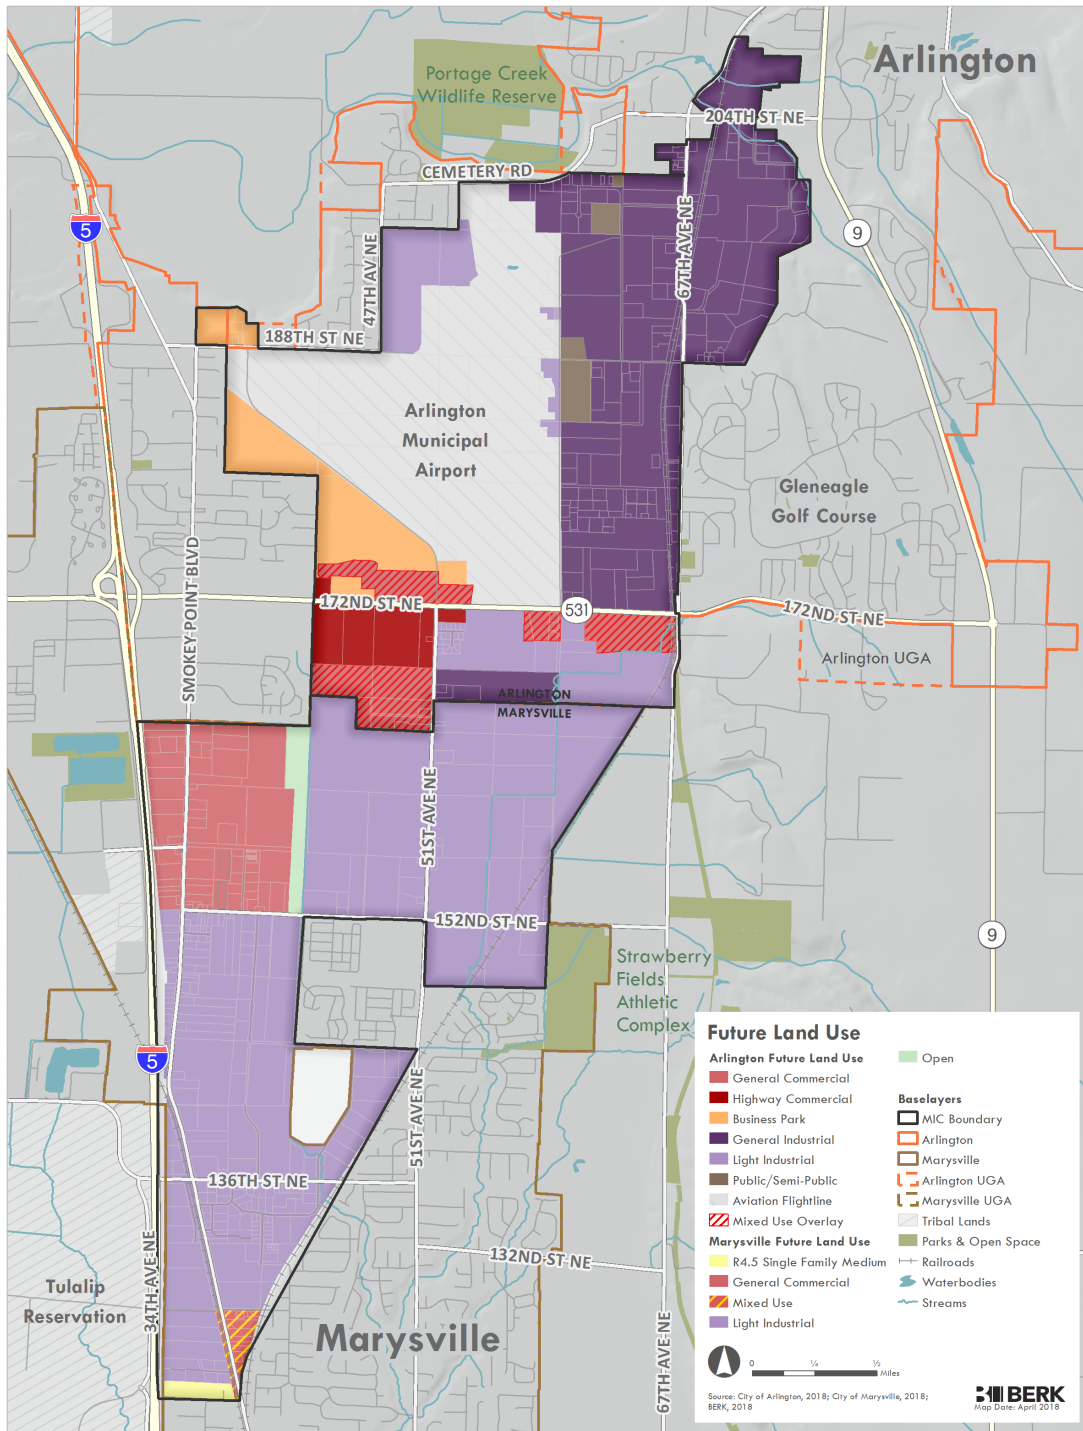 Arlington
Portage Creek
Wildlife Reserve
204TH ST NE
CEMETERY RD
5
9
47TH AV NE
67TH AVE NE
188TH ST NE
Arlington
Municipal
Airport
Gleneagle
Golf Course
SMOKEY POINT BLVD
172ND ST NE
531
172ND ST NE
Arlington UGA
ARLINGTON
MARYSVILLE
51ST AVE NE
152ND ST NE
9
Strawberry
Fields
Athletic
Complex
5
51ST AVE NE
136TH ST NE
132ND ST NE
34TH AVE NE
Tulalip
Reservation
Marysville
67TH AVE NE
Future Land Use
Arlington Future Land Use
General Commercial
Highway Commercial
Business Park
General Industrial
Light Industrial
Public/Semi-Public
Aviation Flightline
Mixed Use Overlay
Marysville Future Land Use
R4.5 Single Family Medium
General Commercial
Mixed Use
Light Industrial
Open
Baselayers
MIC Boundary
Arlington
Marysville
Arlington UGA
Marysville UGA
Tribal Lands
Parks & Open Space
Railroads
Waterbodies
Streams
0 ¼ ½
Miles
Source: City of Arlington, 2018; City of Marysville, 2018;
BERK, 2018
BERK
Map Date: April 2018